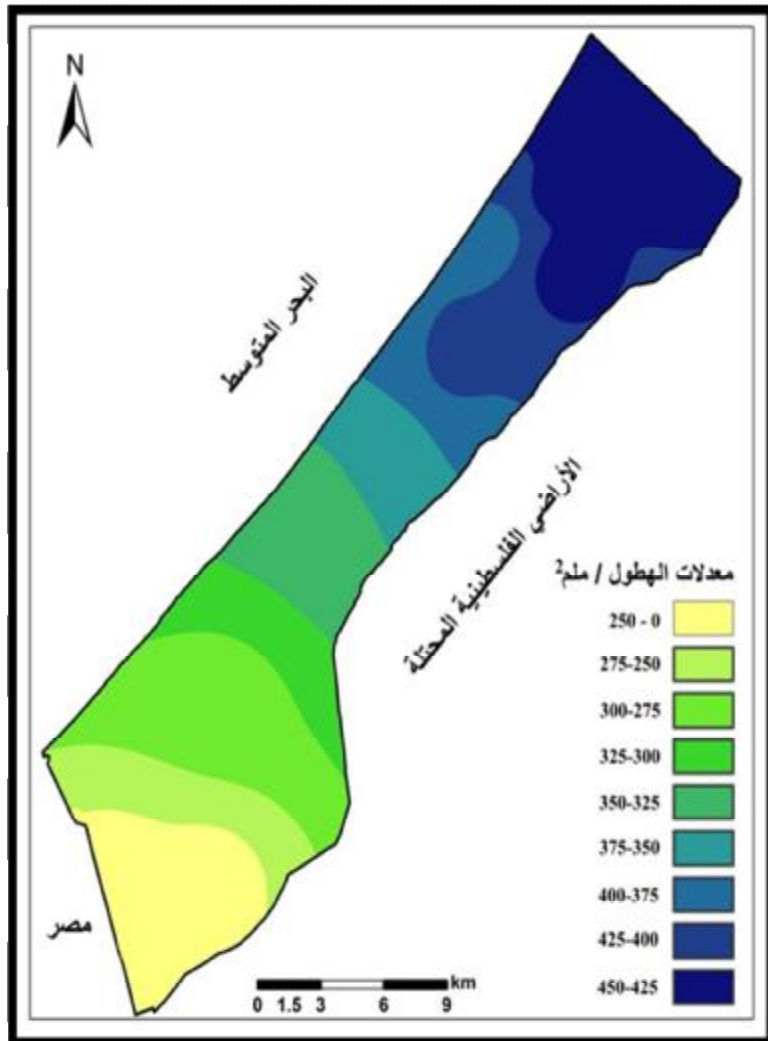 N
البحر المتوسط
الأراضي الفلسطينية المحتلة
معدلات الهطول / ملم²
250 - 0
275-250
300-275
325-300
350-325
375-350
400-375
425-400
450-425
مصر
km
0 1.5 3 6 9